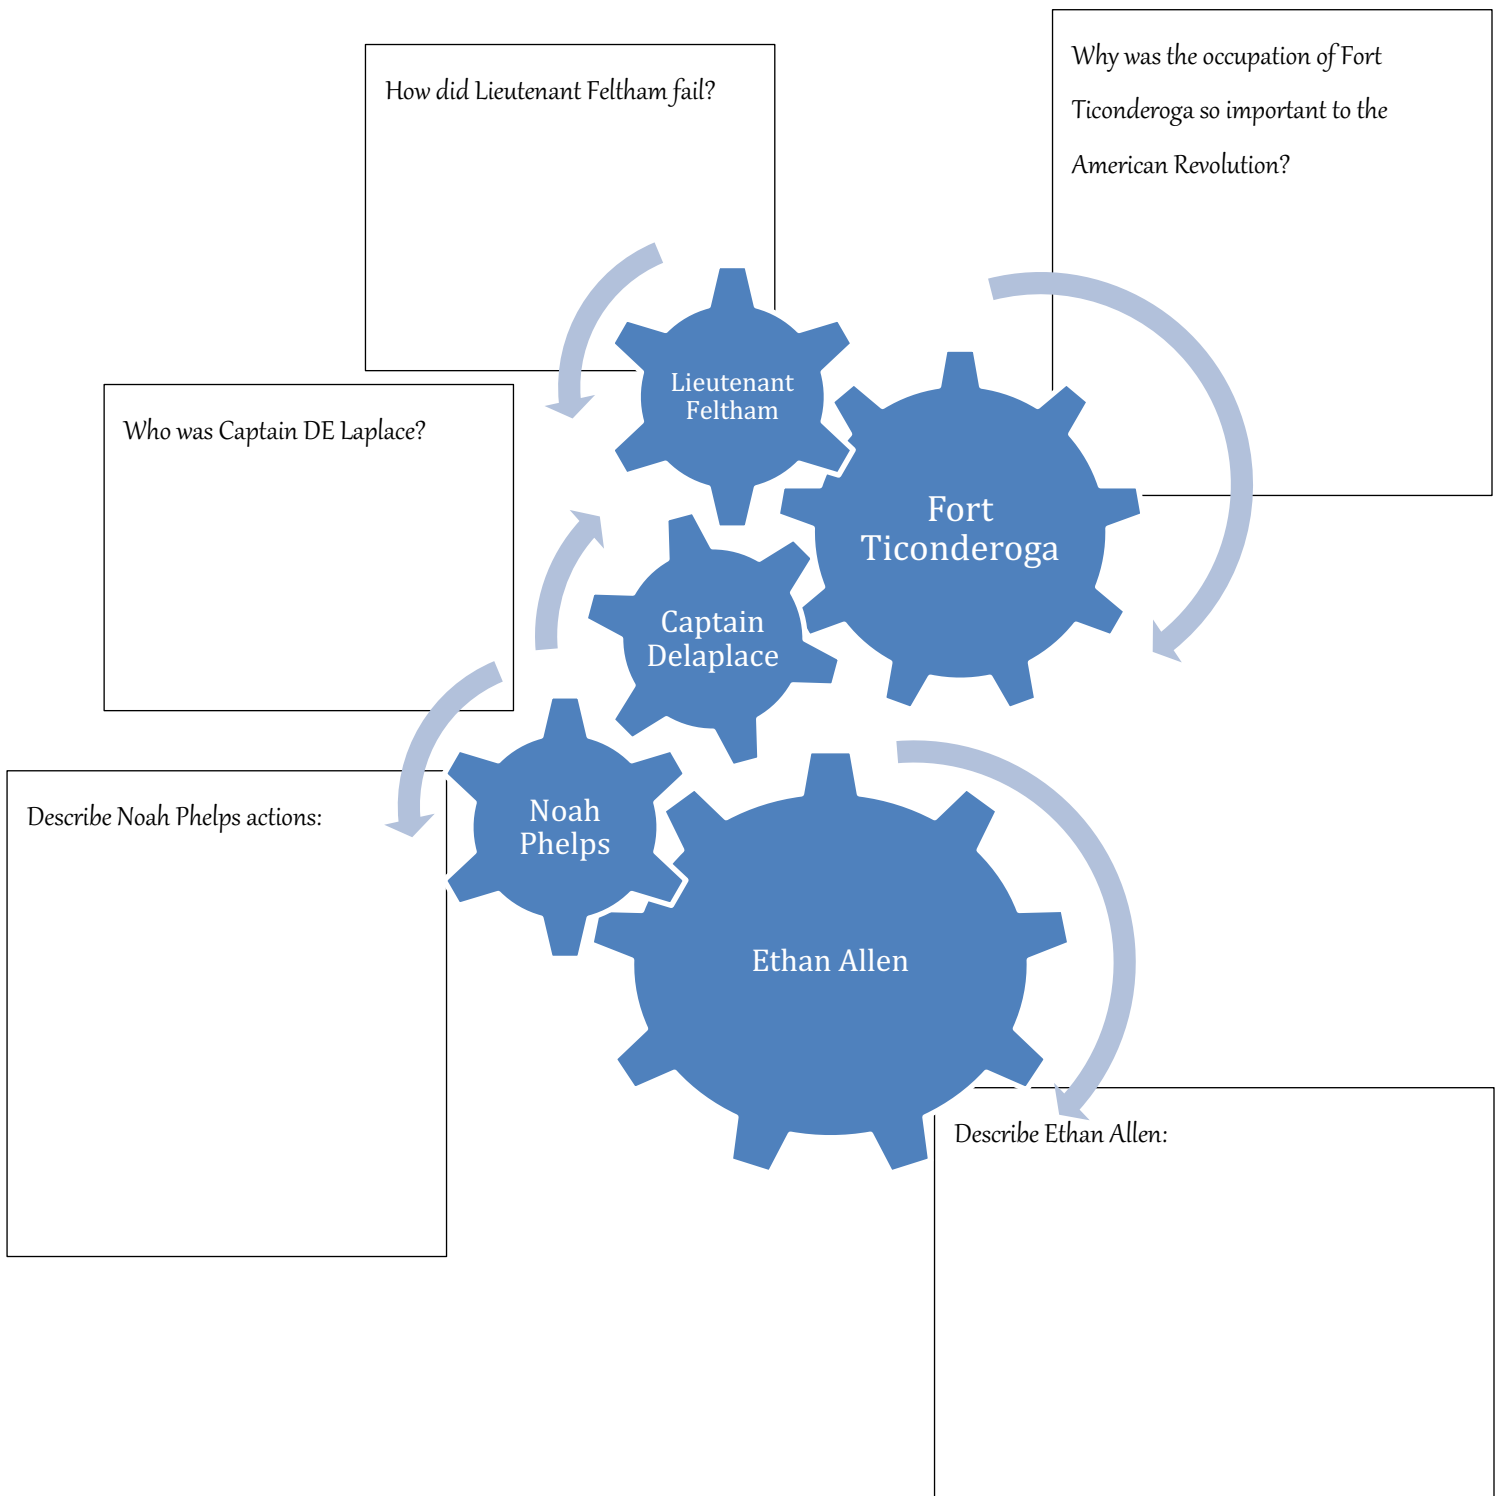 How did Lieutenant Feltham fail?
Why was the occupation of Fort
Ticonderoga so important to the
American Revolution?
Lieutenant
Feltham
Who was Captain DE Laplace?
Fort
Ticonderoga
Captain
Delaplace
Describe Noah Phelps actions:
Noah
Phelps
Ethan Allen
Describe Ethan Allen: